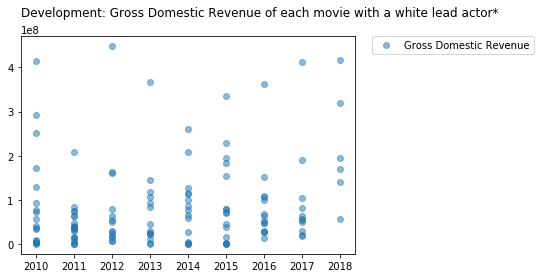 Development: Gross Domestic Revenue of each movie with a white lead actor*
1e8
Gross Domestic Revenue
4
3
2
1
0
2010 2011 2012 2013 2014 2015 2016 2017 2018